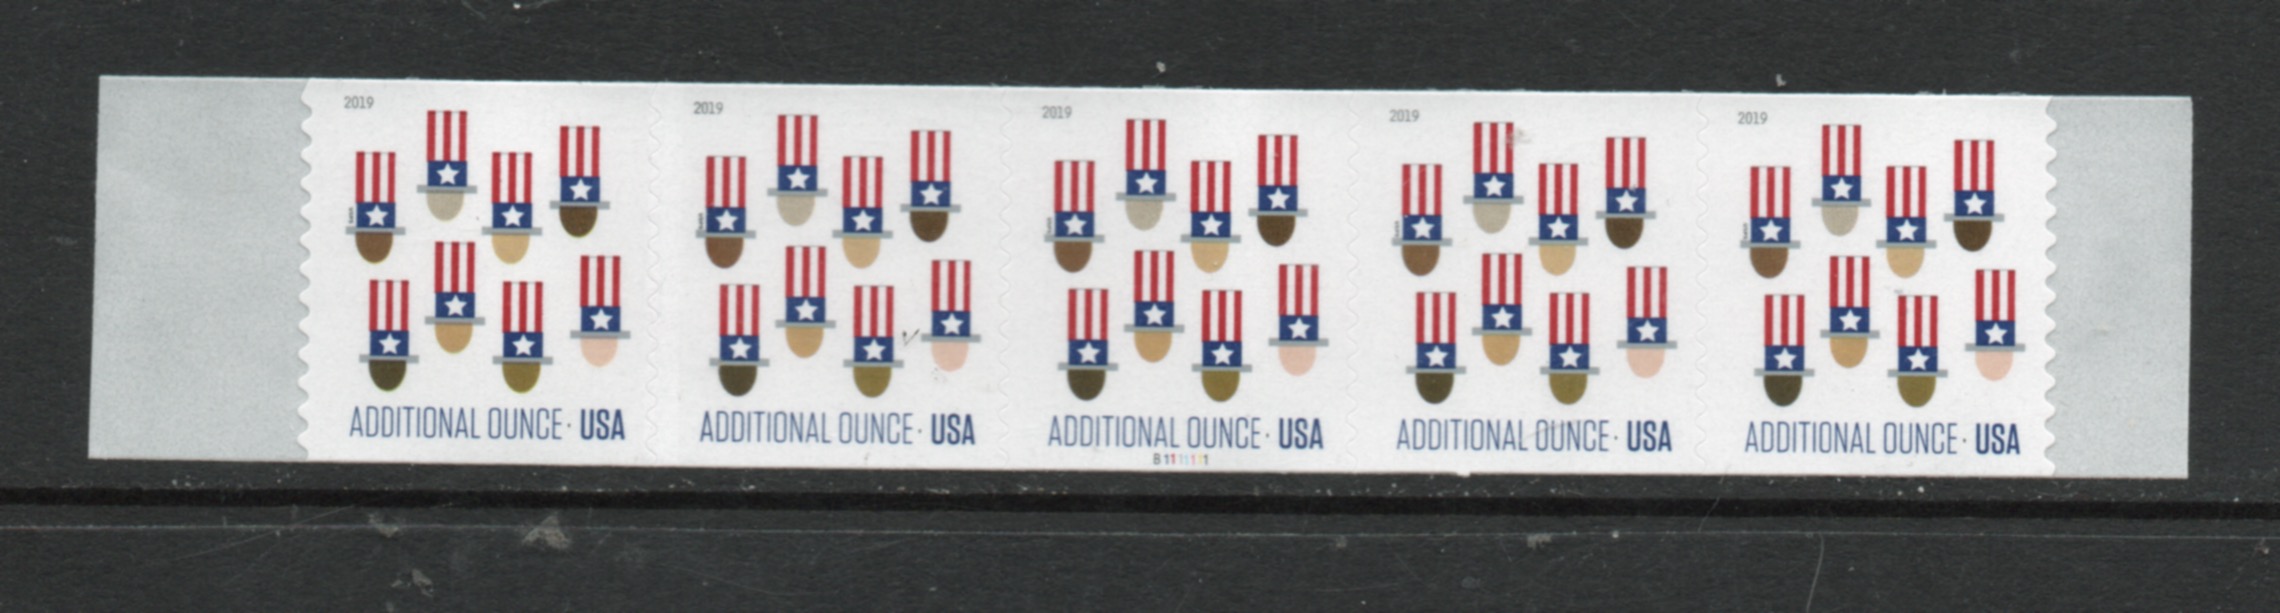 2019 2019 2019 2019 2019
ADDITIONAL OUNCE · USA ADDITIONAL OUNCE · USA ADDITIONAL OUNCE · USA ADDITIONAL OUNCE · USA ADDITIONAL OUNCE · USA
B111111